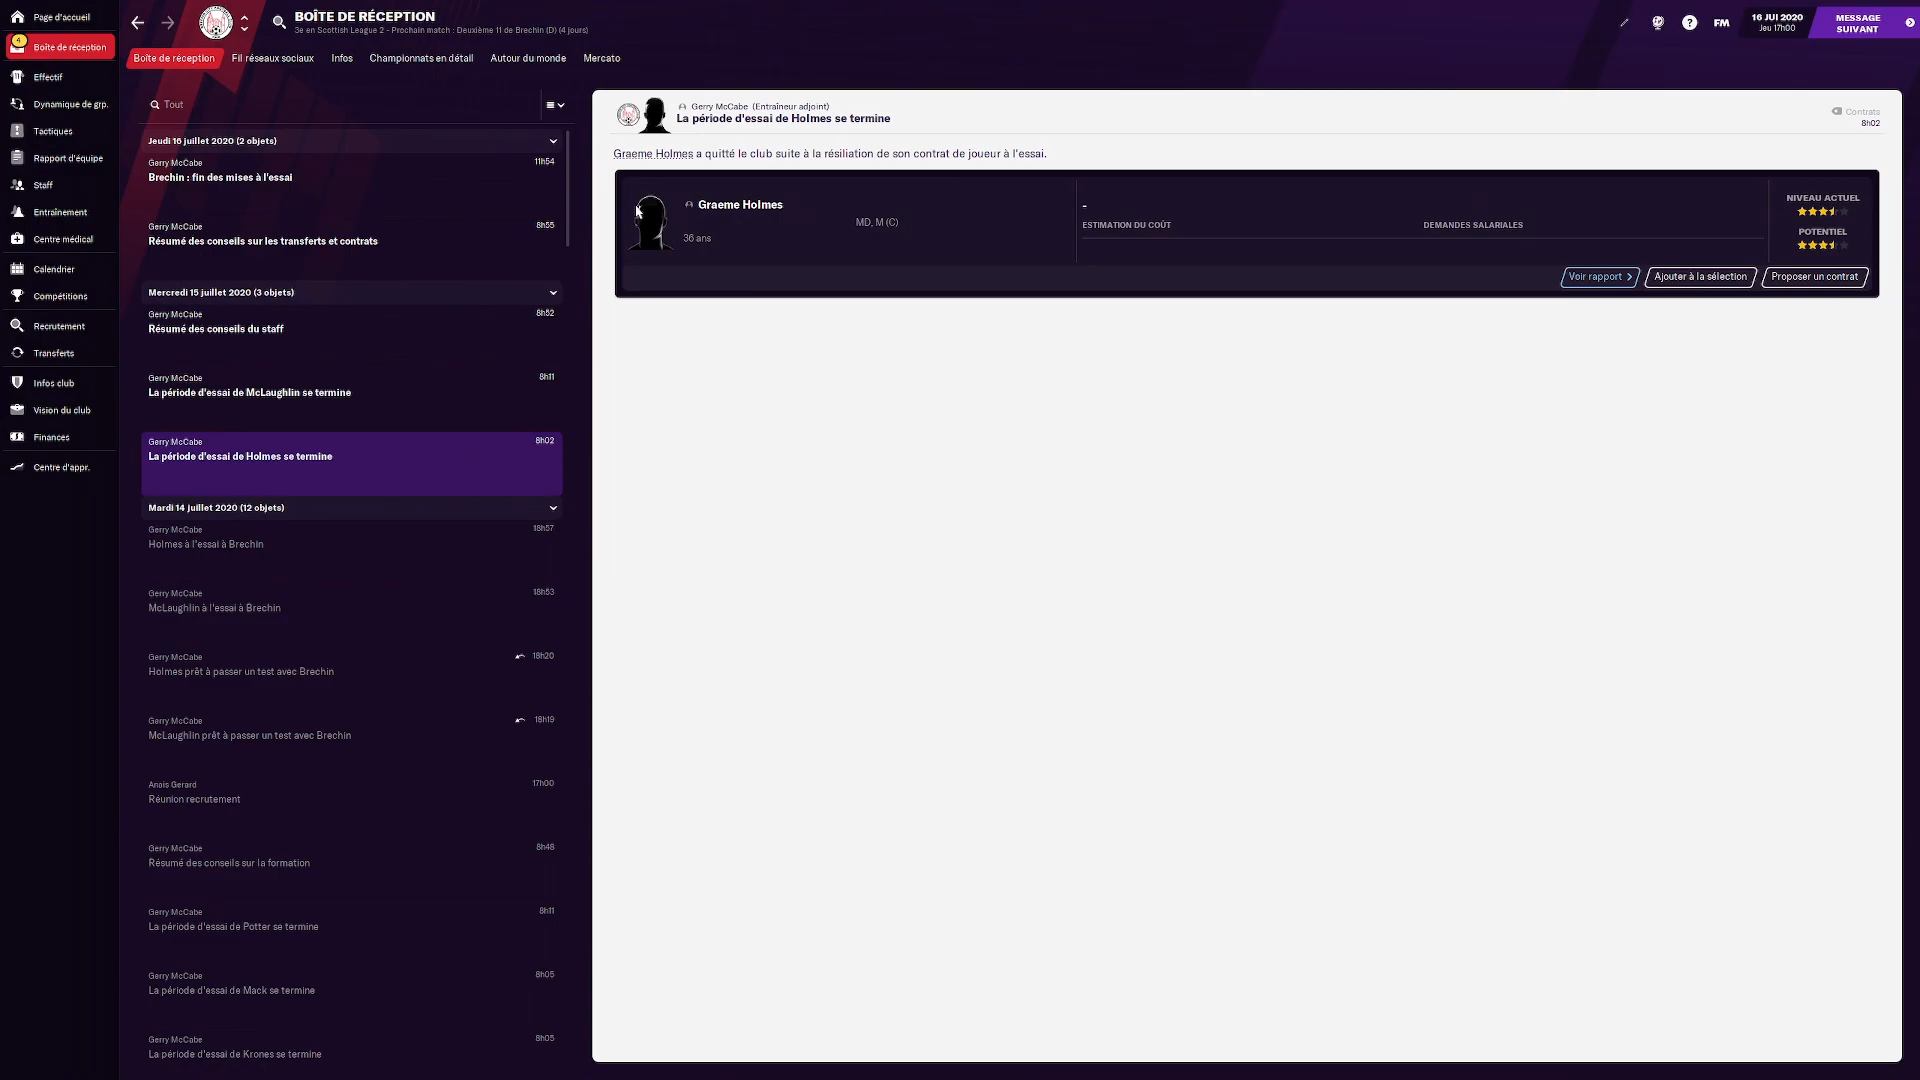 Page d'accueil
4
Boîte de réception
Effectif
Dynamique de grp.
Tactiques
Rapport d'équipe
Staff
Entraînement
Centre médical
Calendrier
Compétitions
Recrutement
Transferts
Infos club
Vision du club
Finances
Centre d'appr.
BOÎTE DE RÉCEPTION
3e en Scottish League 2 - Prochain match : Deuxième 11 de Brechin (D) (4 jours)
FM
16 JUI 2020
Jeu 17h00
MESSAGE
SUIVANT
Boîte de réception Fil réseaux sociaux Infos Championnats en détail Autour du monde Mercato
Tout
Jeudi 16 juillet 2020 (2 objets)
Gerry McCabe 11h54
Brechin : fin des mises à l'essai
Gerry McCabe 8h55
Résumé des conseils sur les transferts et contrats
Mercredi 15 juillet 2020 (3 objets)
Gerry McCabe 8h52
Résumé des conseils du staff
Gerry McCabe 8h11
La période d'essai de McLaughlin se termine
Gerry McCabe 8h02
La période d'essai de Holmes se termine
Mardi 14 juillet 2020 (12 objets)
Gerry McCabe 18h57
Holmes à l'essai à Brechin
Gerry McCabe 18h53
McLaughlin à l'essai à Brechin
Gerry McCabe 18h20
Holmes prêt à passer un test avec Brechin
Gerry McCabe 18h19
McLaughlin prêt à passer un test avec Brechin
Anais Gerard 17h00
Réunion recrutement
Gerry McCabe 8h48
Résumé des conseils sur la formation
Gerry McCabe 8h11
La période d'essai de Potter se termine
Gerry McCabe 8h05
La période d'essai de Mack se termine
Gerry McCabe 8h05
La période d'essai de Krones se termine
Gerry McCabe (Entraîneur adjoint)
La période d'essai de Holmes se termine
Contrats
8h02
Graeme Holmes a quitté le club suite à la résiliation de son contrat de joueur à l'essai.
Graeme Holmes
MD, M (C)
36 ans
-
ESTIMATION DU COÛT DEMANDES SALARIALES
NIVEAU ACTUEL
POTENTIEL
Voir rapport Ajouter à la sélection Proposer un contrat